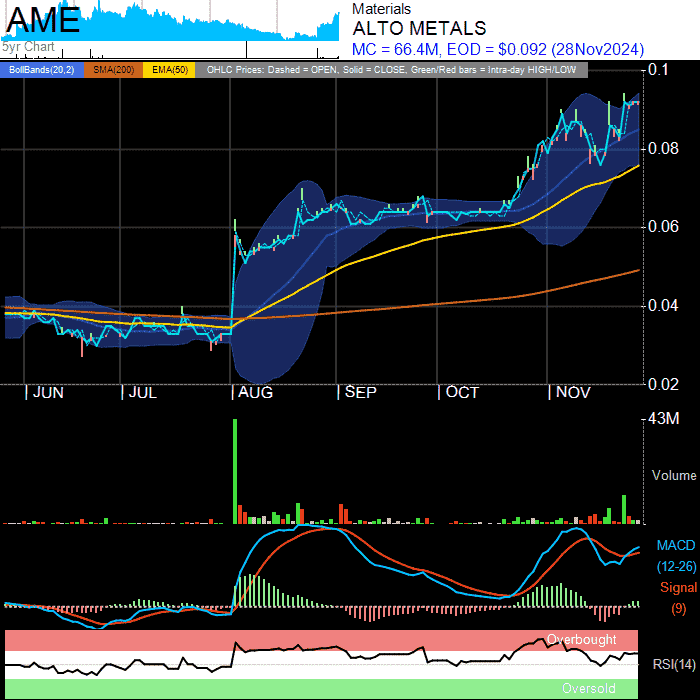 AME
5yr Chart
Materials
ALTO METALS
MC = 66.4M, EOD = $0.092 (28Nov2024)
BollBands(20,2) SMA(200) EMA(50) OHLC Prices: Dashed = OPEN, Solid = CLOSE, Green/Red bars = Intra-day HIGH/LOW
0.1
0.08
0.06
0.04
0.02
JUN JUL AUG SEP OCT NOV
43M
Volume
MACD
(12-26)
Signal
(9)
Overbought
RSI(14)
Oversold